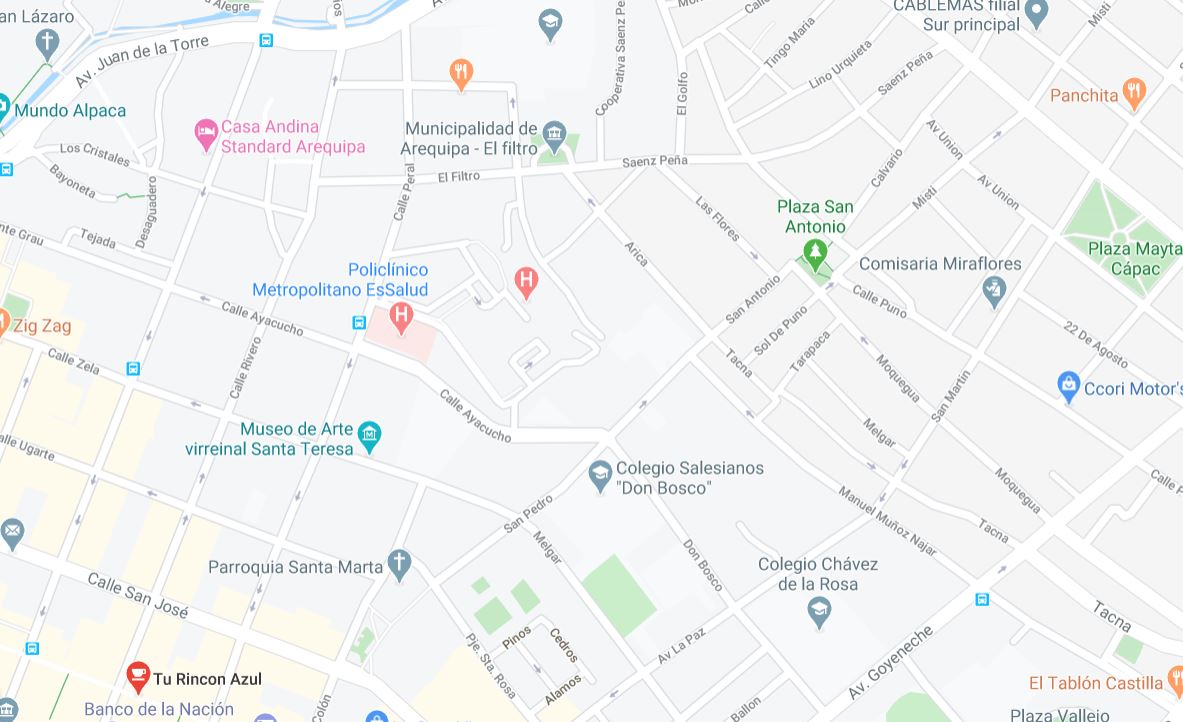 Alegre
an Lázaro
Av. Juan de la Torre
Mundo Alpaca
Casa Andina
Standard Arequipa
Los Cristales
Bayoneta
Desaguadero
Tejada
nte Grau
Municipalidad de
Arequipa - El filtro
El Filtro
Calle Peral
Cooperativa Saenz Pe
El Golfo
Saenz Peña
Tingo Maria
Lino Urquieta
Saenz Peña
CABLEMAS filial
Sur principal
Misti
Panchita
Av Union
Calvario
Misti
Av Union
Las Flores
Arica
Plaza San
Antonio
Comisaria Miraflores
Plaza Mayta
Cápac
Policlínico
Metropolitano EsSalud
Calle Ayacucho
Calle Rivero
Zig Zag
Calle Zela
San Antonio
Sol De Puno
Calle Puno
Tarapaca
Tacna
Moquegua
San Martin
22 De Agosto
Ccori Motor's
Calle Ayacucho
Museo de Arte
virreinal Santa Teresa
alle Ugarte
Colegio Salesianos
"Don Bosco"
Melgar
Moquegua
Manuel Muñoz Najar
Tacna
Calle P
San Pedro
Melgar
Don Bosco
Parroquia Santa Marta
Calle San José
Colegio Chávez
de la Rosa
Pje. Sta. Rosa
Pinos
Cedros
Alamos
Av La Paz
Av. Goyeneche
Tacna
Tu Rincon Azul
Banco de la Nación
Colón
Ballon
El Tablón Castilla
Plaza Vallejo